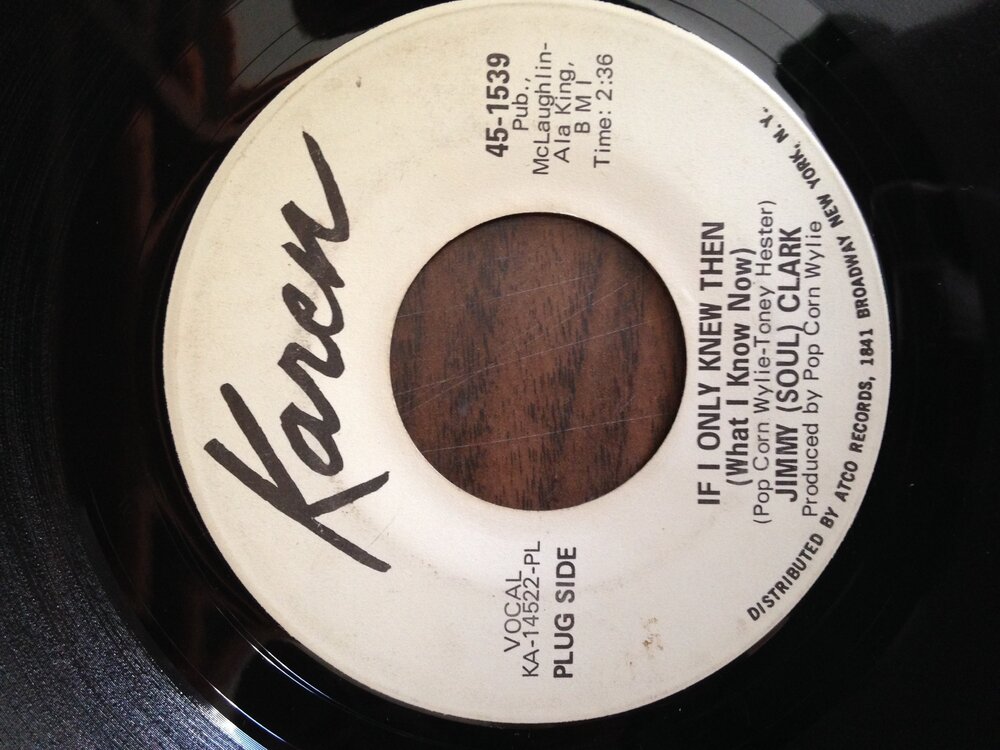 Karen
VOCAL
KA-14522-PL
PLUG SIDE
45-1539
Pub.,
McLaughlin-
Ala King,
B M I
Time: 2:36
IF I ONLY KNEW THEN
(What I Know Now)
(Pop Corn Wylie-Toney Hester)
JIMMY (SOUL) CLARK
Produced by Pop Corn Wylie
DISTRIBUTED BY ATCO RECORDS, 1841 BROADWAY NEW YORK, N.Y.